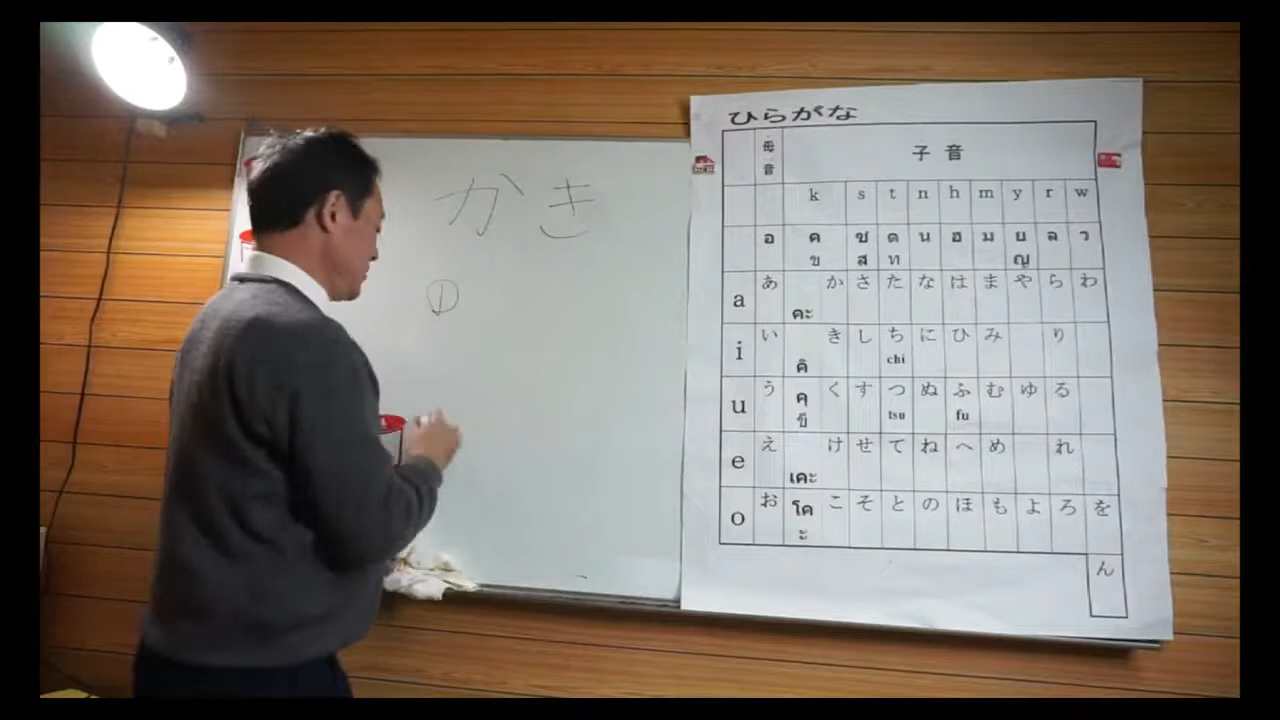 かき
①
ひらがな
母音 子音
k s t n h m y r w
อ ค ซ ด น ฮ ม ย ล ว
ข ส ท ญ
a あ か さ た な は ま や ら わ
คะ
i い き し ち に ひ み り
คิ chi
u う く す つ ぬ ふ む ゆ る
คุ tsu fu
e え け せ て ね へ め れ
เคะ
o お โค こ そ と の ほ も よ ろ を
ะ
ん